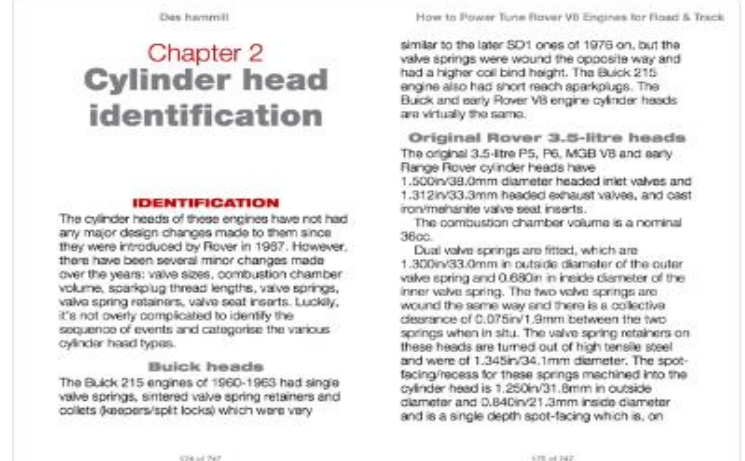 Des hammill
Chapter 2
Cylinder head
identification
IDENTIFICATION
The cylinder heads of these engines have not had
any major design changes made to them since
they were introduced by Rover in 1967. However,
there have been several minor changes made
over the years: valve sizes, combustion chamber
volume, sparkplug thread lengths, valve springs,
valve spring retainers, valve seat inserts. Luckily,
it's not overly complicated to identify the
sequence of events and categorise the various
cylinder head types.
Buick heads
The Buick 215 engines of 1960-1963 had single
valve springs, sintered valve spring retainers and
collets (keepers/split locks) which were very
174 of 747
How to Power Tune Rover V8 Engines for Road & Track
similar to the later SD1 ones of 1976 on, but the
valve springs were wound the opposite way and
had a higher coil bind height. The Buick 215
engine also had short reach sparkplugs. The
Buick and early Rover V8 engine cylinder heads
are virtually the same.
Original Rover 3.5-litre heads
The original 3.5-litre P5, P6, MGB V8 and early
Range Rover cylinder heads have
1.500in/38.0mm diameter headed inlet valves and
1.312in/33.3mm headed exhaust valves, and cast
iron/mehanite valve seat inserts.
The combustion chamber volume is a nominal
36cc.
Dual valve springs are fitted, which are
1.300in/33.0mm in outside diameter of the outer
valve spring and 0.680in in inside diameter of the
inner valve spring. The two valve springs are
wound the same way and there is a collective
clearance of 0.075in/1.9mm between the two
springs when in situ. The valve spring retainers on
these heads are turned out of high tensile steel
and were of 1.345in/34.1mm diameter. The spot-
facing/recess for these springs machined into the
cylinder head is 1.250in/31.8mm in outside
diameter and 0.840in/21.3mm inside diameter
and is a single depth spot-facing which is, on
175 of 747